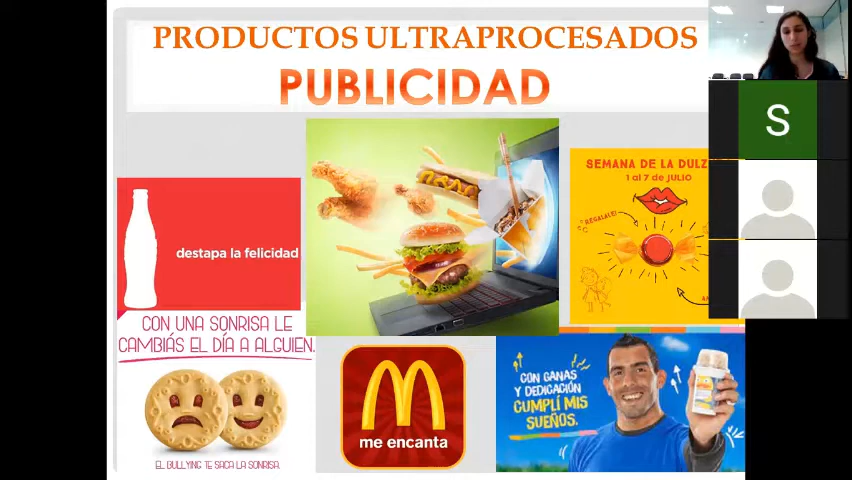 PRODUCTOS ULTRAPROCESADOS
PUBLICIDAD
S
SEMANA DE LA DULZ
1 al 7 de JULIO
REGALALE!
destapa la felicidad
CON UNA SONRISA LE
CAMBIÁS EL DÍA A ALGUIEN.
EL BULLYING TE SACA LA SONRISA.
me encanta
CON GANAS
Y DEDICACIÓN
CUMPLÍ MIS
SUEÑOS.